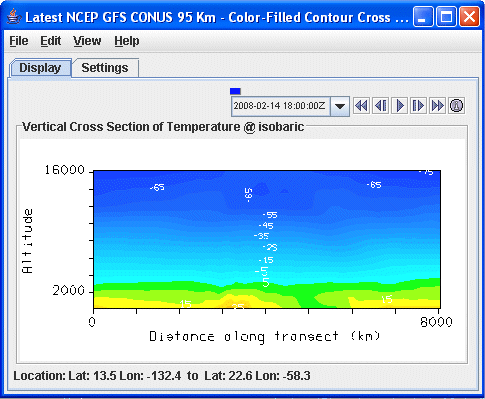 Latest NCEP GFS CONUS 95 Km - Color-Filled Contour Cross ...
File Edit View Help
Display Settings
2008-02-14 18:00:00Z
Vertical Cross Section of Temperature @ isobaric
-75
16000
-65 -65 -65
-55
-45
-35
-25
-15
-5
Altitude
2000
15
0 8000
Distance along transect (km)
Location: Lat: 13.5 Lon: -132.4 to Lat: 22.6 Lon: -58.3